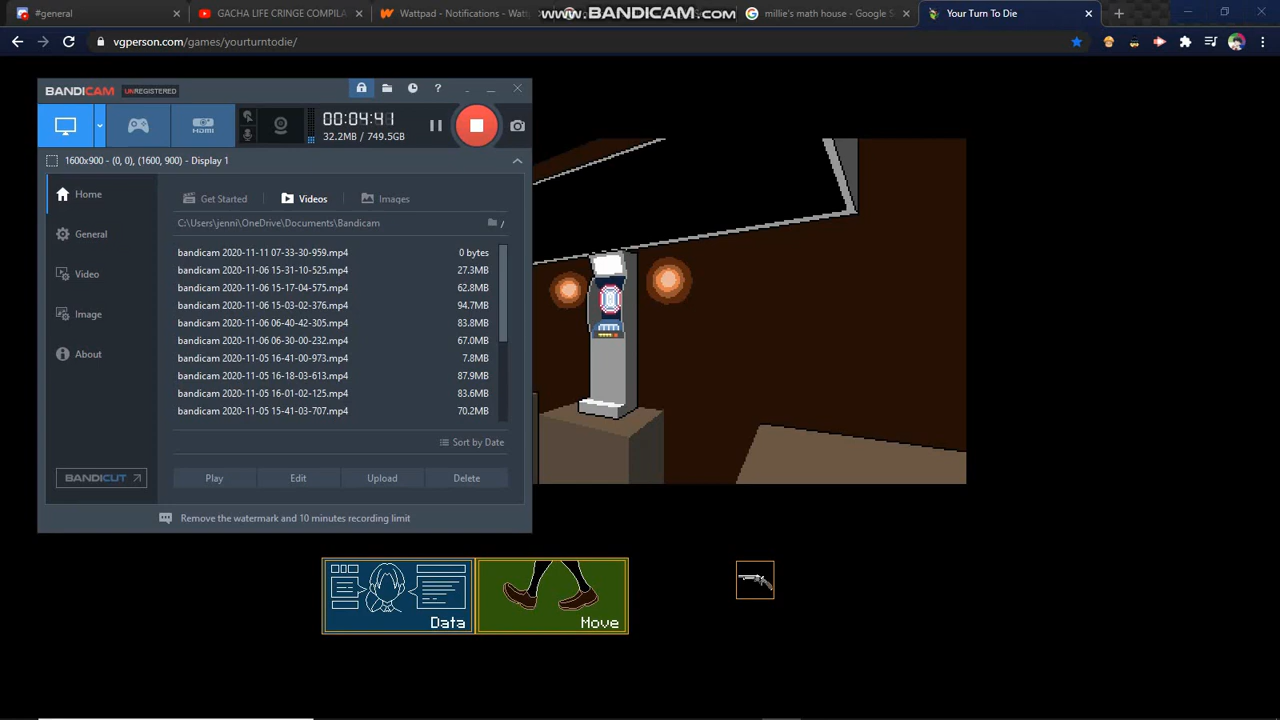 #general
GACHA LIFE CRINGE COMPILA
Wattpad - Notifications - Wat
WWW.BANDICAM.COM
millie's math house - Google S
Your Turn To Die
vgperson.com/games/yourturntodie/
BANDICAM
UNREGISTERED
HDMI
00:04:41
32.2MB / 749.5GB
1600x900 - (0, 0), (1600, 900) - Display 1
Home
General
Video
Image
About
Get Started
Videos
Images
C:\Users\jenni\OneDrive\Documents\Bandicam
/
bandicam 2020-11-11 07-33-30-959.mp4 0 bytes
bandicam 2020-11-06 15-31-10-525.mp4 27.3MB
bandicam 2020-11-06 15-17-04-575.mp4 62.8MB
bandicam 2020-11-06 15-03-02-376.mp4 94.7MB
bandicam 2020-11-06 06-40-42-305.mp4 83.8MB
bandicam 2020-11-06 06-30-00-232.mp4 67.0MB
bandicam 2020-11-05 16-41-00-973.mp4 7.8MB
bandicam 2020-11-05 16-18-03-613.mp4 87.9MB
bandicam 2020-11-05 16-01-02-125.mp4 83.6MB
bandicam 2020-11-05 15-41-03-707.mp4 70.2MB
Sort by Date
BANDICUT
Play
Edit
Upload
Delete
Remove the watermark and 10 minutes recording limit
Data
Move